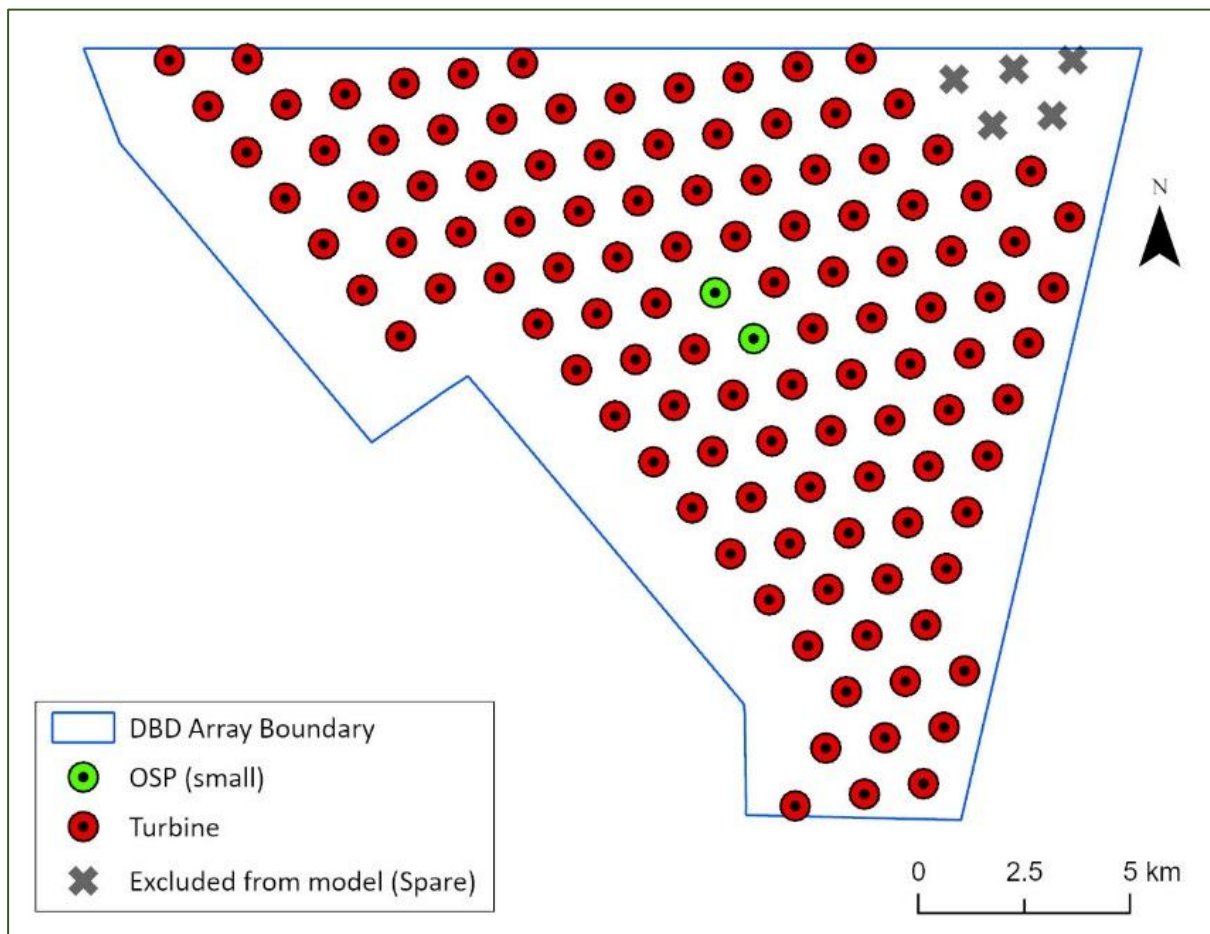 N
DBD Array Boundary
OSP (small)
Turbine
Excluded from model (Spare)
0 2.5 5 km